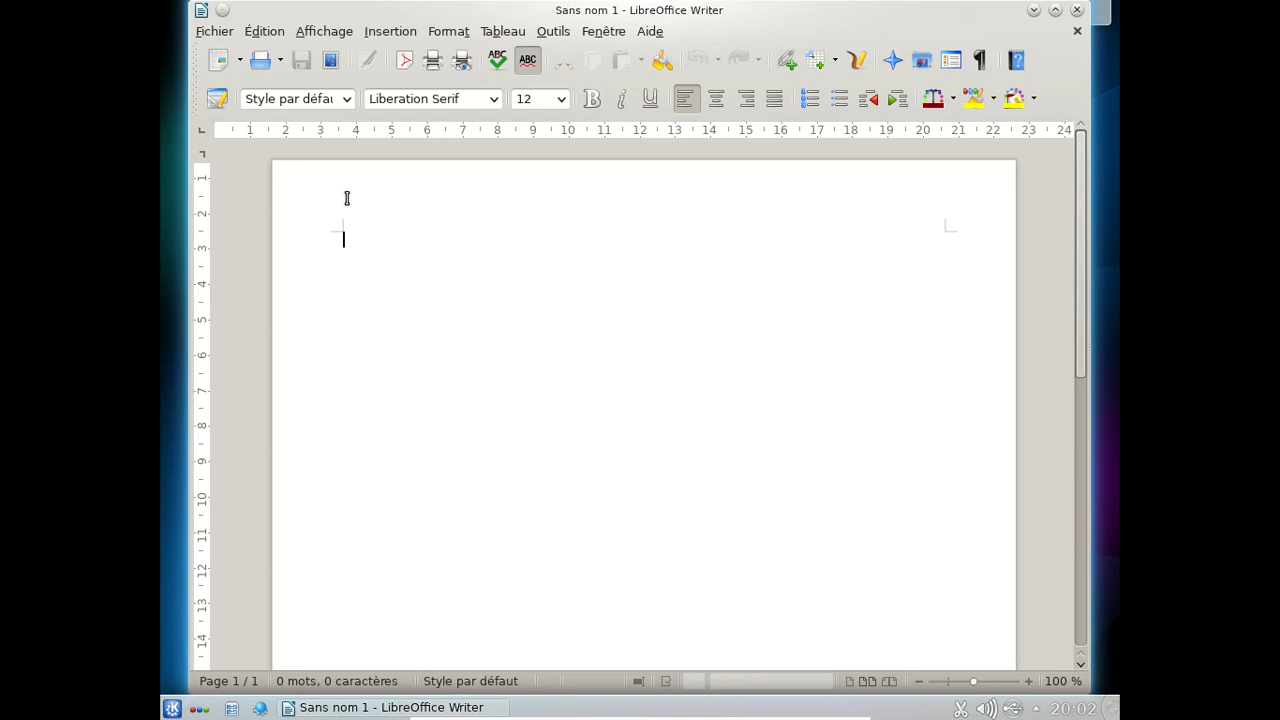 Sans nom 1 - LibreOffice Writer
Fichier Édition Affichage Insertion Format Tableau Outils Fenêtre Aide
ABC ABC
Style par défau Liberation Serif 12
1 2 3 4 5 6 7 8 9 10 11 12 13 14 15 16 17 18 19 20 21 22 23 24
1
2
3
4
5
6
7
8
9
10
11
12
13
14
Page 1 / 1 0 mots, 0 caractères Style par défaut 100 %
Sans nom 1 - LibreOffice Writer 20:02